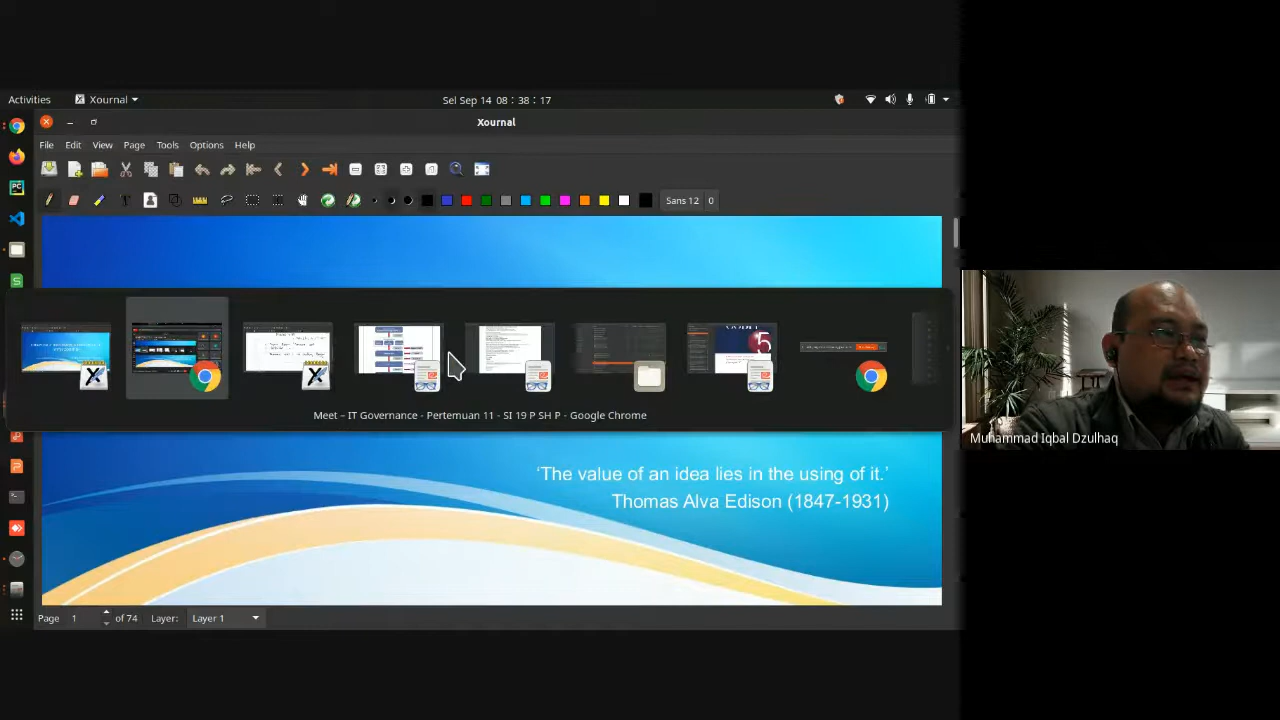 Activities
Xournal
Sel Sep 14 08 : 38 : 17
Xournal
File Edit View Page Tools Options Help
Sans 12 0
Meet – IT Governance - Pertemuan 11 - SI 19 P SH P - Google Chrome
‘The value of an idea lies in the using of it.’
Thomas Alva Edison (1847-1931)
Page 1 of 74 Layer: Layer 1
Muhammad Iqbal Dzulhaq